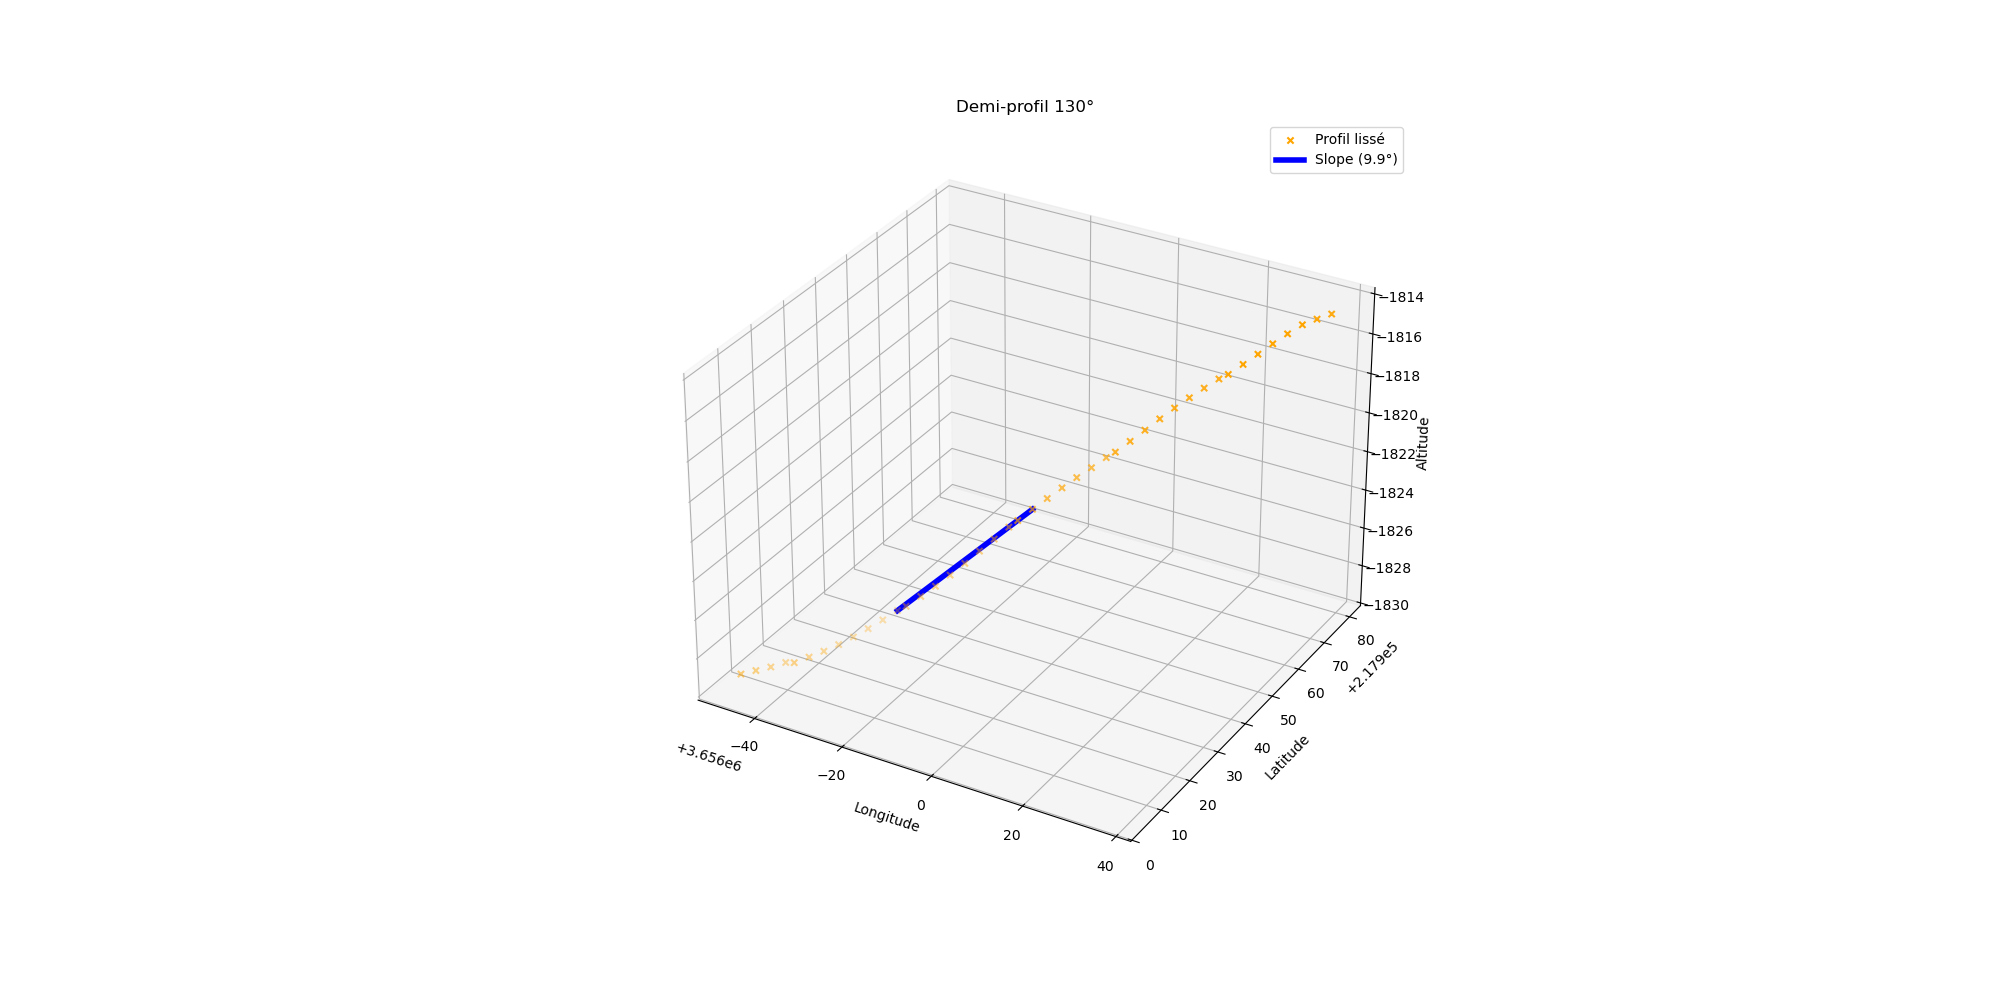 Demi-profil 130°
Profil lissé
Slope (9.9°)
−1814
−1816
−1818
−1820
−1822
−1824
−1826
−1828
−1830
Altitude
80
70
60
50
40
30
20
10
0
+2.179e5
Latitude
−40
−20
0
20
40
+3.656e6
Longitude